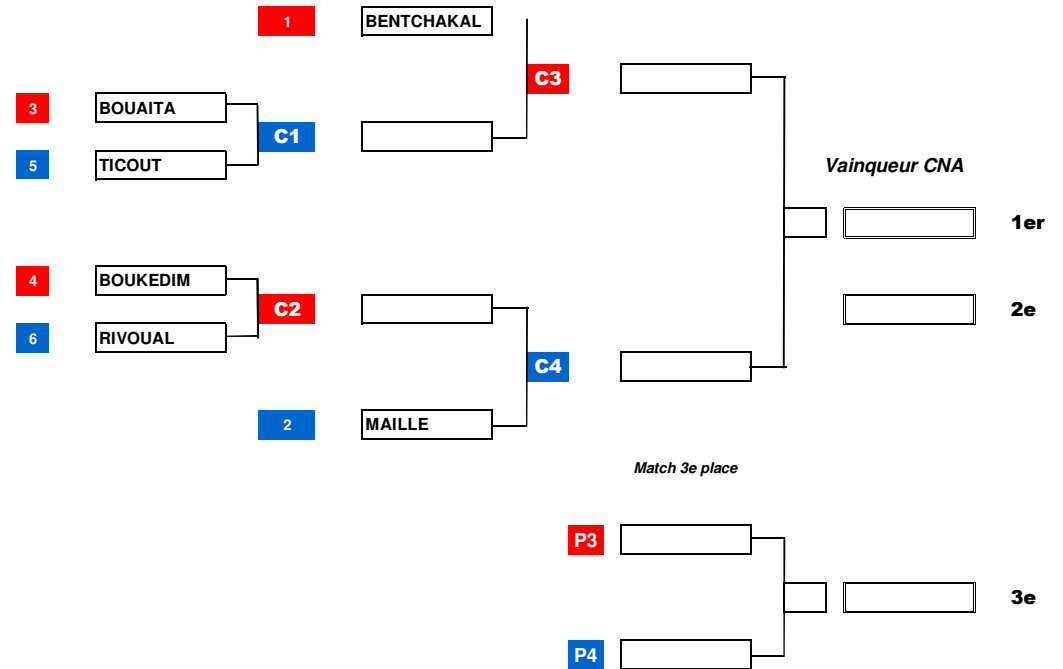 1 BENTCHAKAL
C3
3 BOUAITA
C1
5 TICOUT
Vainqueur CNA
1er
4 BOUKEDIM
C2
2e
6 RIVOUAL
C4
2 MAILLE
Match 3e place
P3
3e
P4